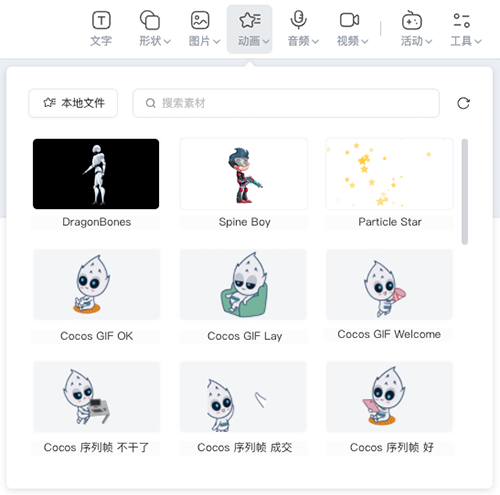 文字 形状 图片 动画 音频 视频 活动 工具
本地文件 搜索素材
DragonBones Spine Boy Particle Star
Cocos GIF OK Cocos GIF Lay Cocos GIF Welcome
Cocos 序列帧 不干了 Cocos 序列帧 成交 Cocos 序列帧 好